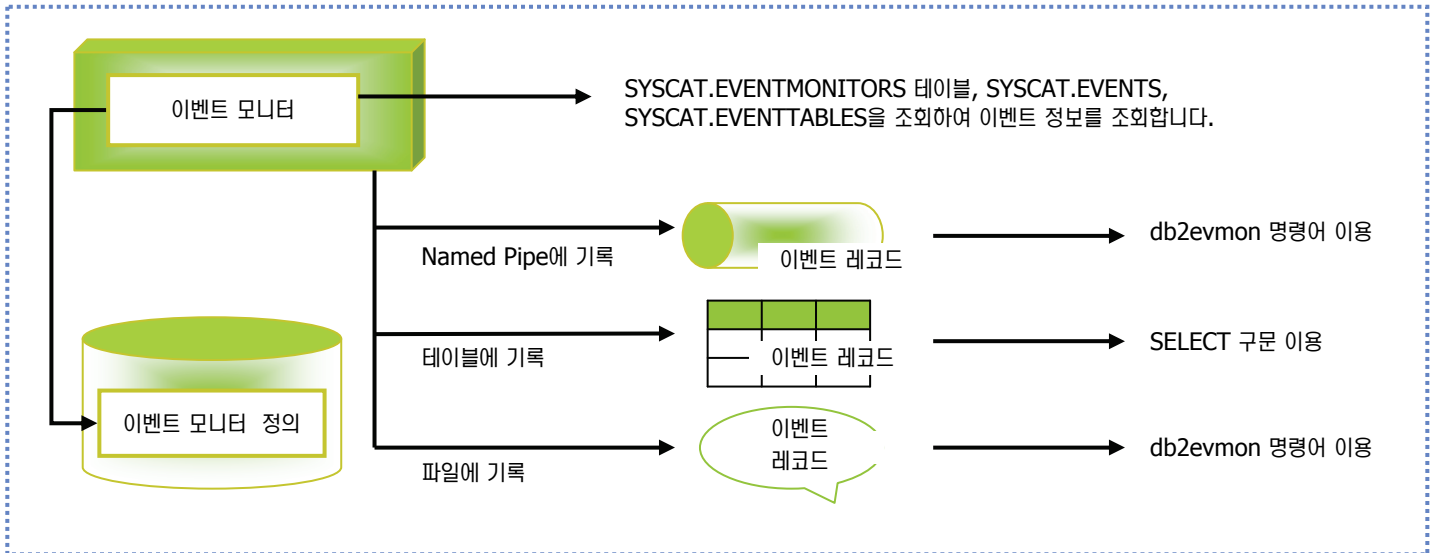 이벤트 모니터
SYSCAT.EVENTMONITORS 테이블, SYSCAT.EVENTS,
SYSCAT.EVENTTABLES을 조회하여 이벤트 정보를 조회합니다.
Named Pipe에 기록
이벤트 레코드
db2evmon 명령어 이용
테이블에 기록
이벤트 레코드
SELECT 구문 이용
이벤트 모니터 정의
파일에 기록
이벤트
레코드
db2evmon 명령어 이용